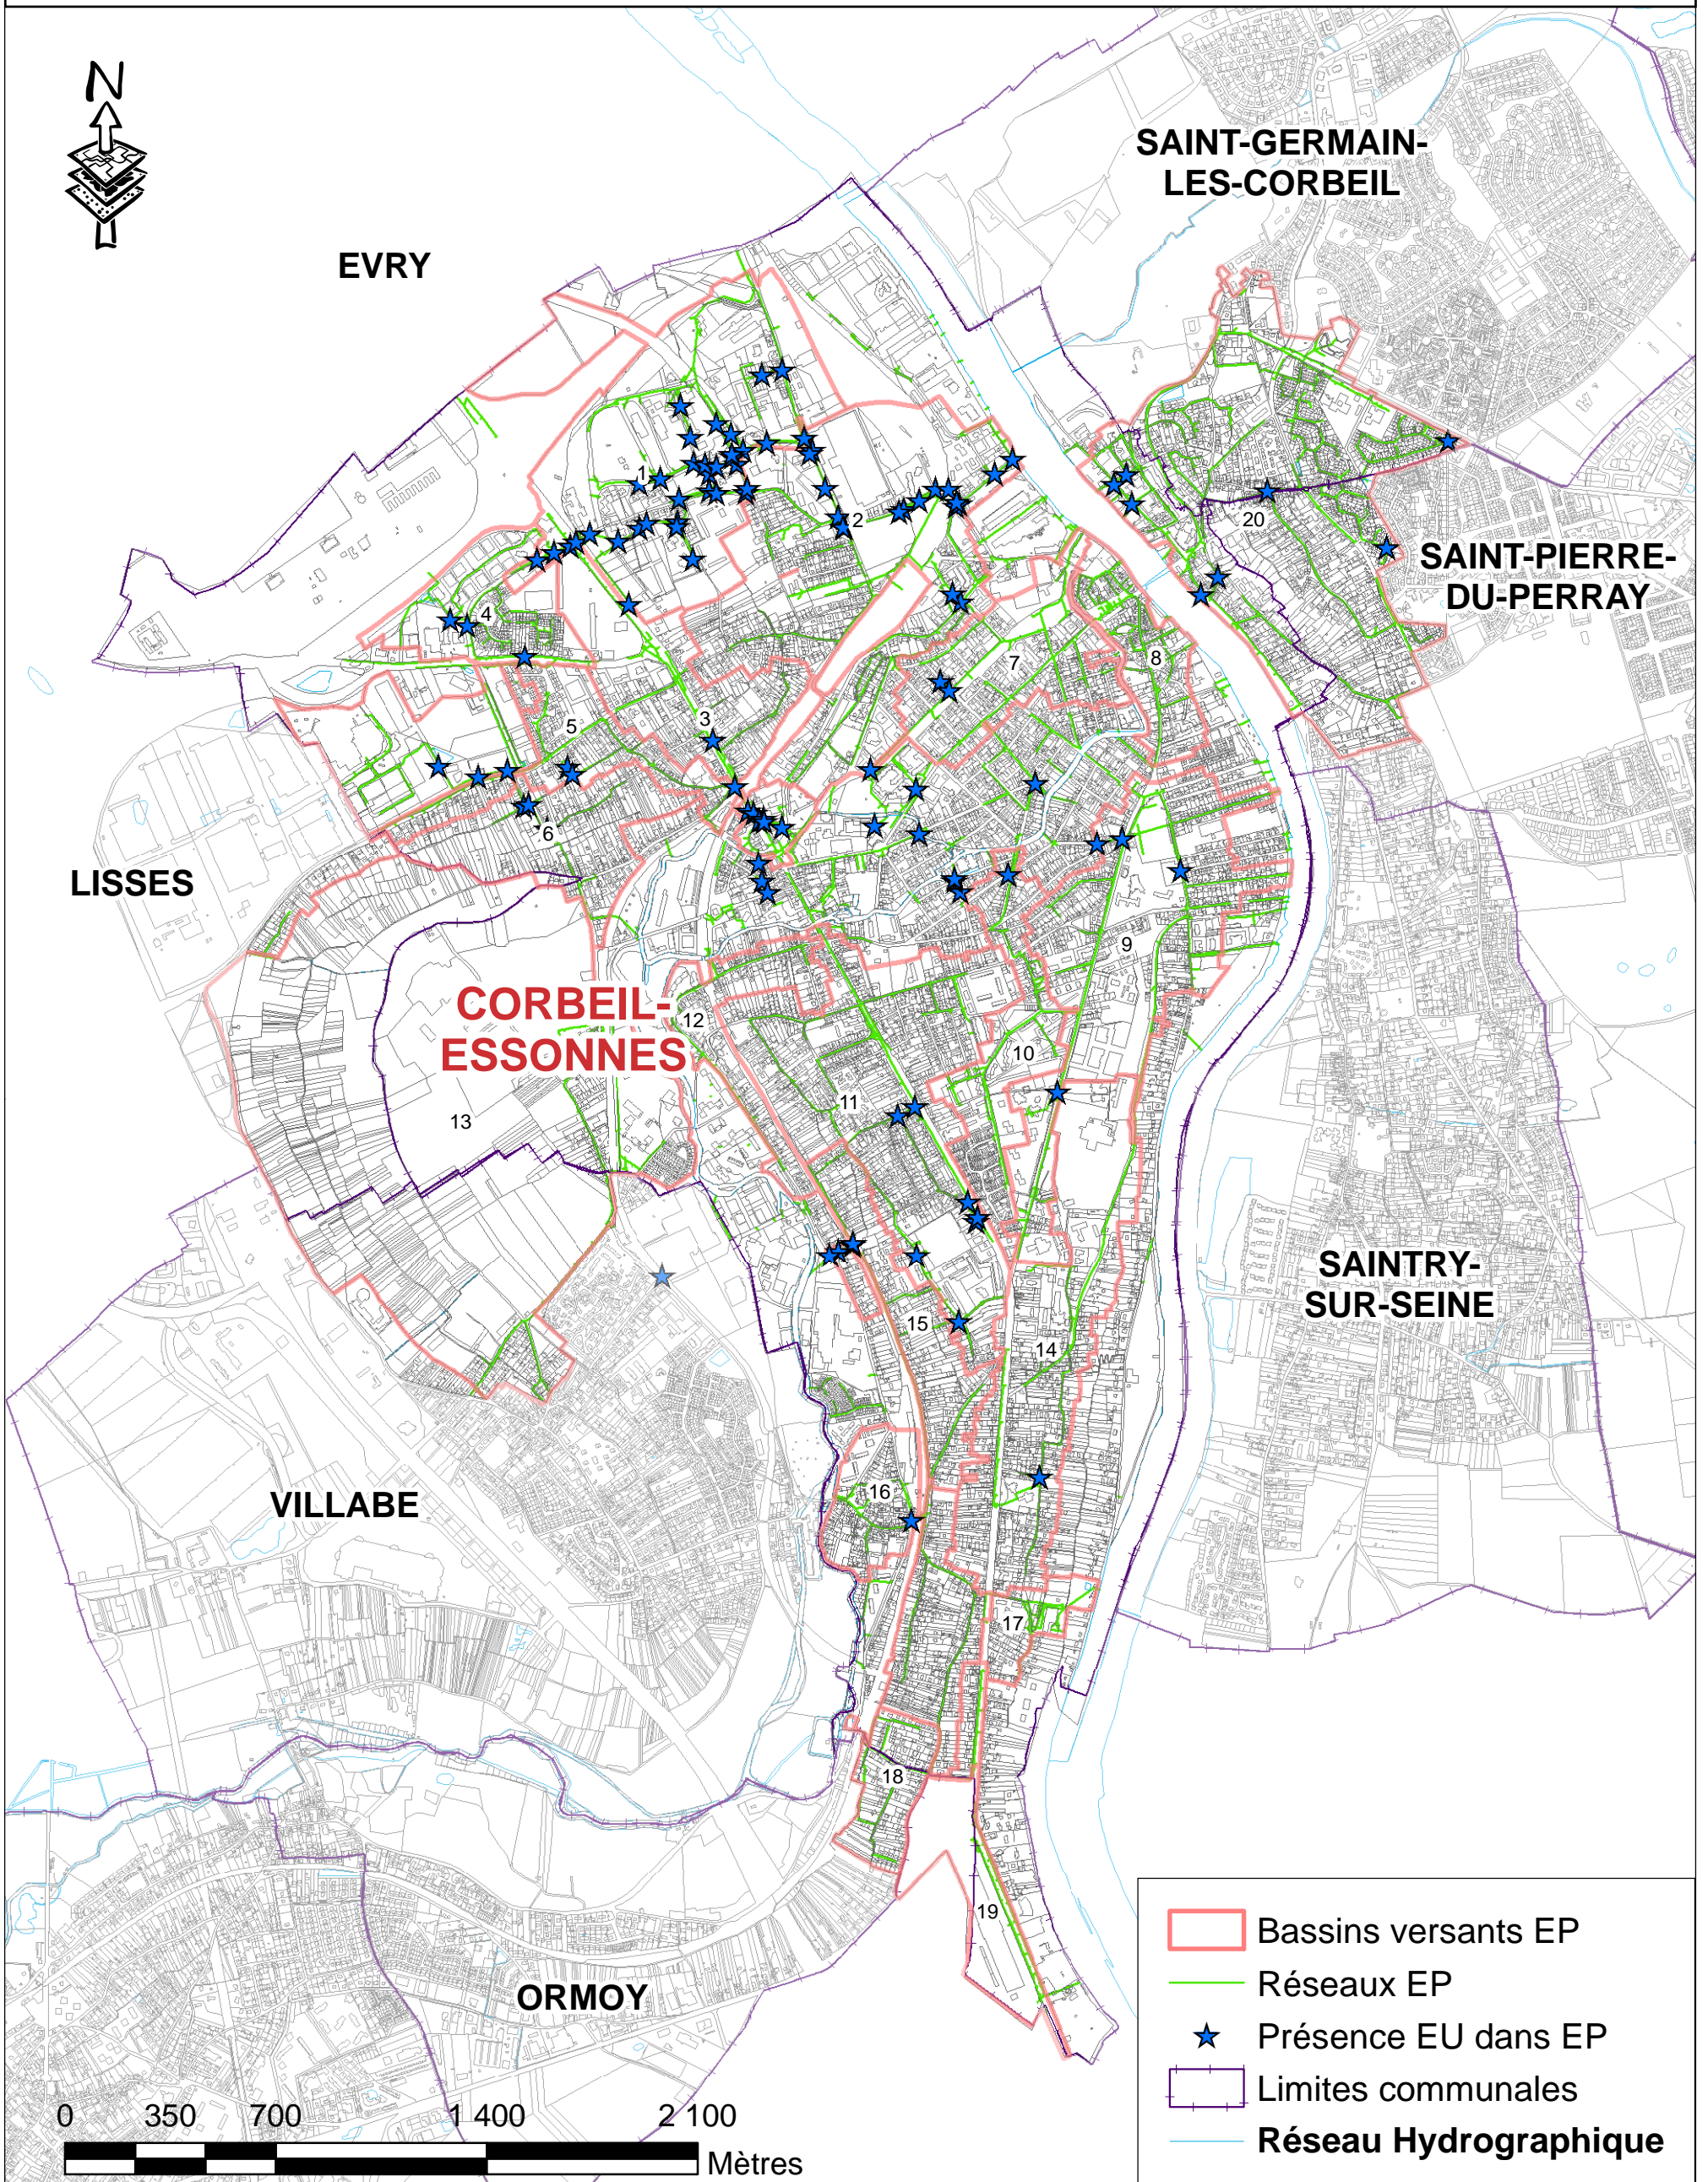 N
SAINT-GERMAIN-
LES-CORBEIL
EVRY
1
2
20
SAINT-PIERRE-
DU-PERRAY
4
7
8
3
5
6
LISSES
9
CORBEIL-
ESSONNES
12
10
11
13
SAINTRY-
SUR-SEINE
15
14
16
VILLABE
17
18
19
ORMOY
Bassins versants EP
Réseaux EP
Présence EU dans EP
Limites communales
Réseau Hydrographique
0 350 700 1 400 2 100
Mètres